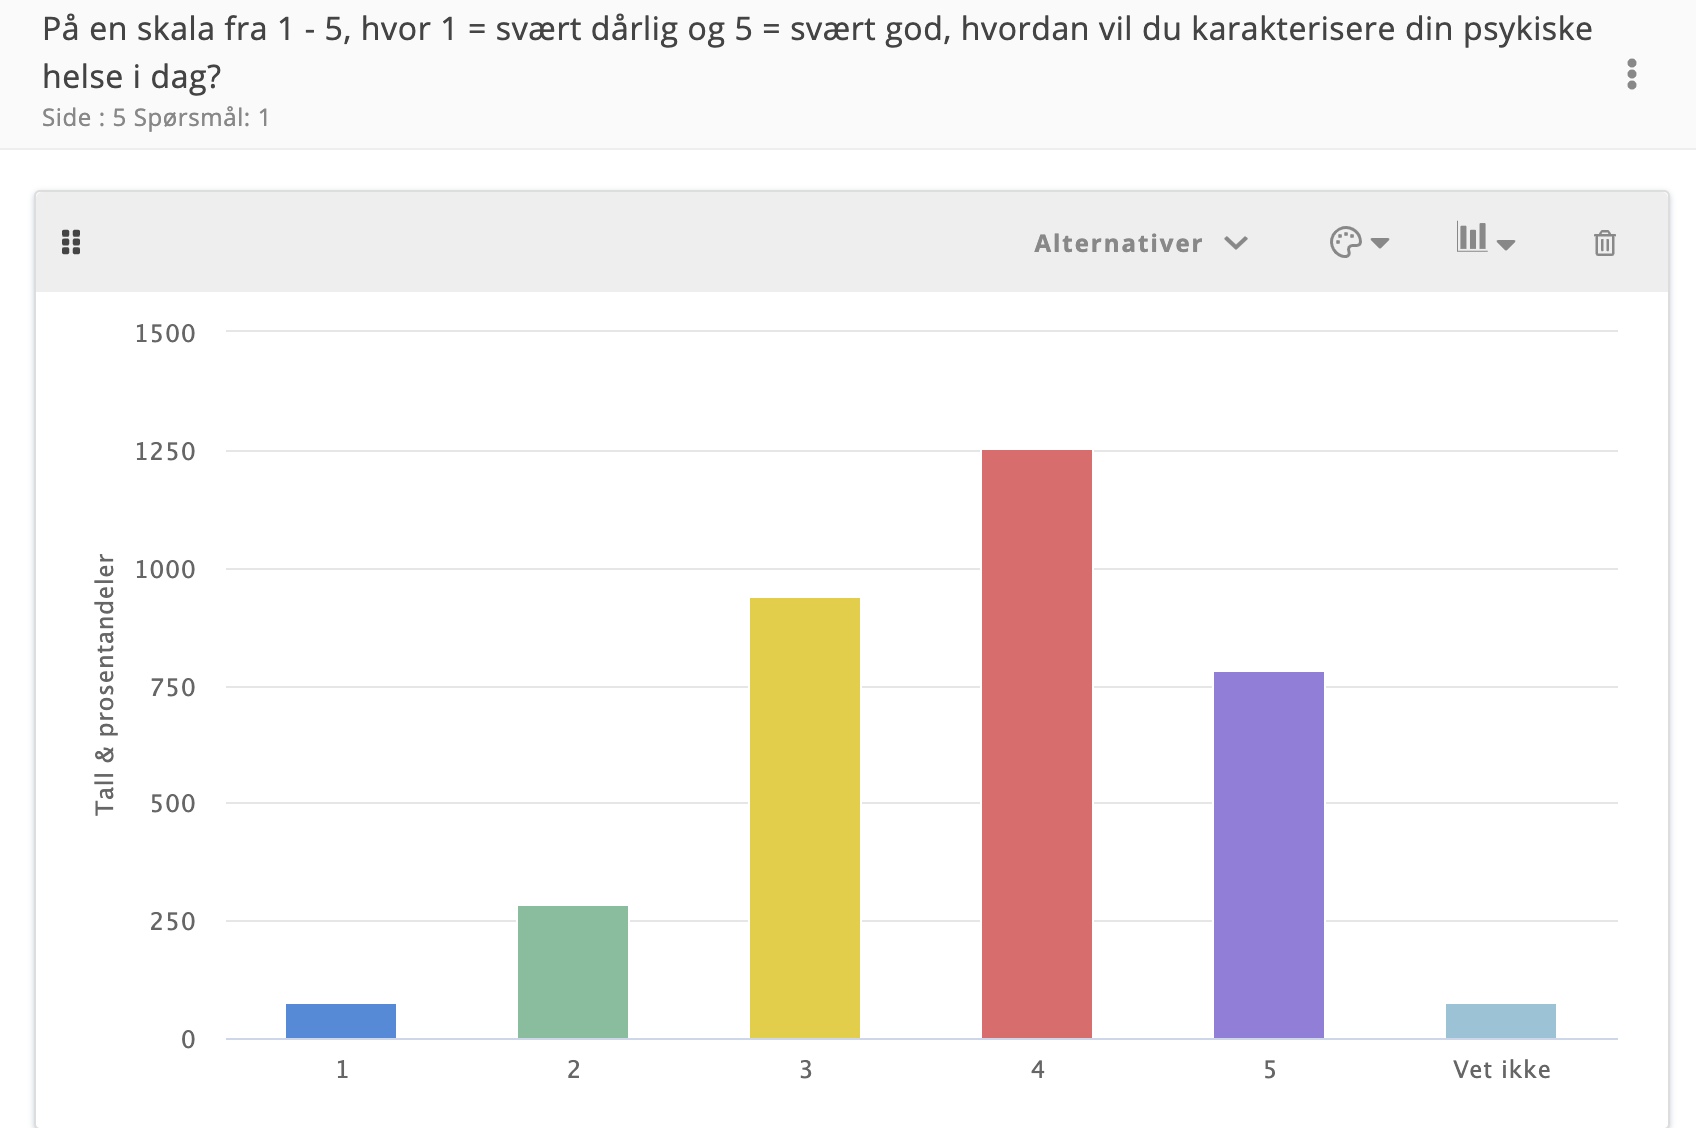 På en skala fra 1 - 5, hvor 1 = svært dårlig og 5 = svært god, hvordan vil du karakterisere din psykiske
helse i dag?
Side : 5 Spørsmål: 1
Alternativer
Tall & prosentandeler
1500
1250
1000
750
500
250
0
1 2 3 4 5 Vet ikke